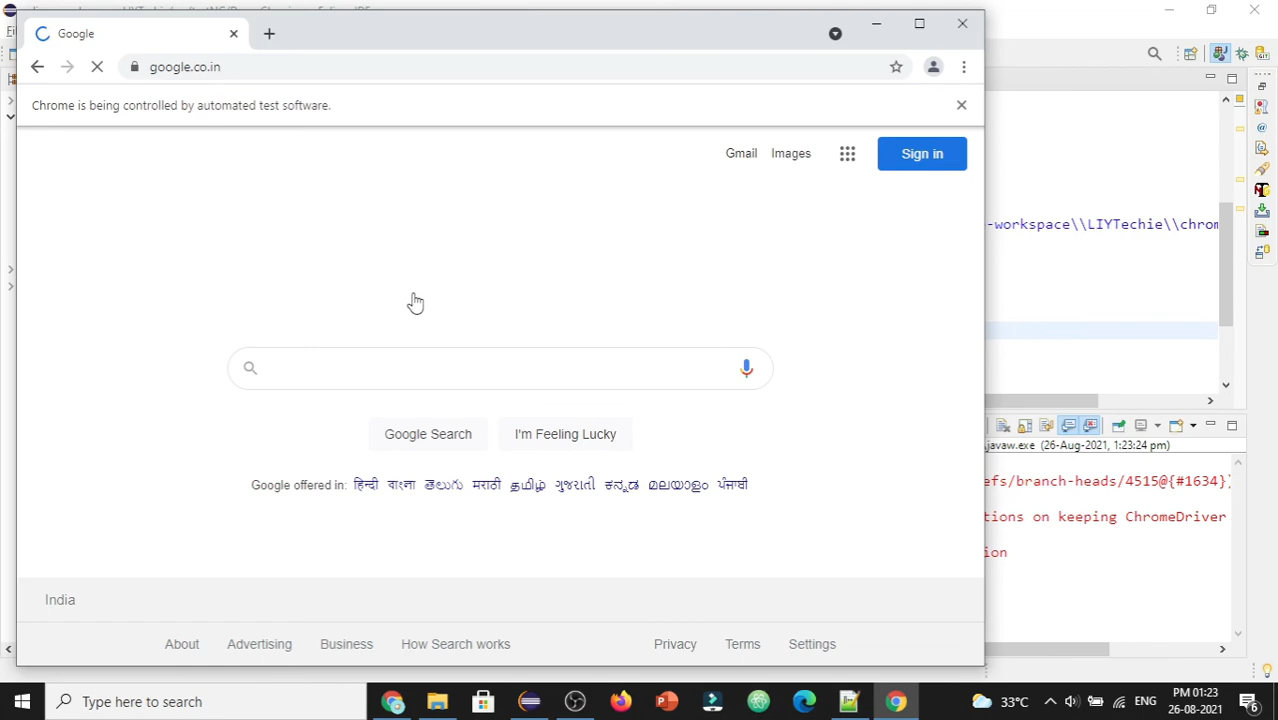 Google
google.co.in
Chrome is being controlled by automated test software.
Gmail Images Sign in
-workspace\\LIYTechie\\chrom
Google Search I'm Feeling Lucky
Google offered in: हिन्दी বাংলা తెలుగు मराठी தமிழ் ગુજરાતી ಕನ್ನಡ മലയാളം ਪੰਜਾਬੀ
javaw.exe (26-Aug-2021, 1:23:24 pm)
efs/branch-heads/4515@{#1634})
tions on keeping ChromeDriver
ion
India
About Advertising Business How Search works Privacy Terms Settings
Type here to search
33°C ENG PM 01:23
26-08-2021 6